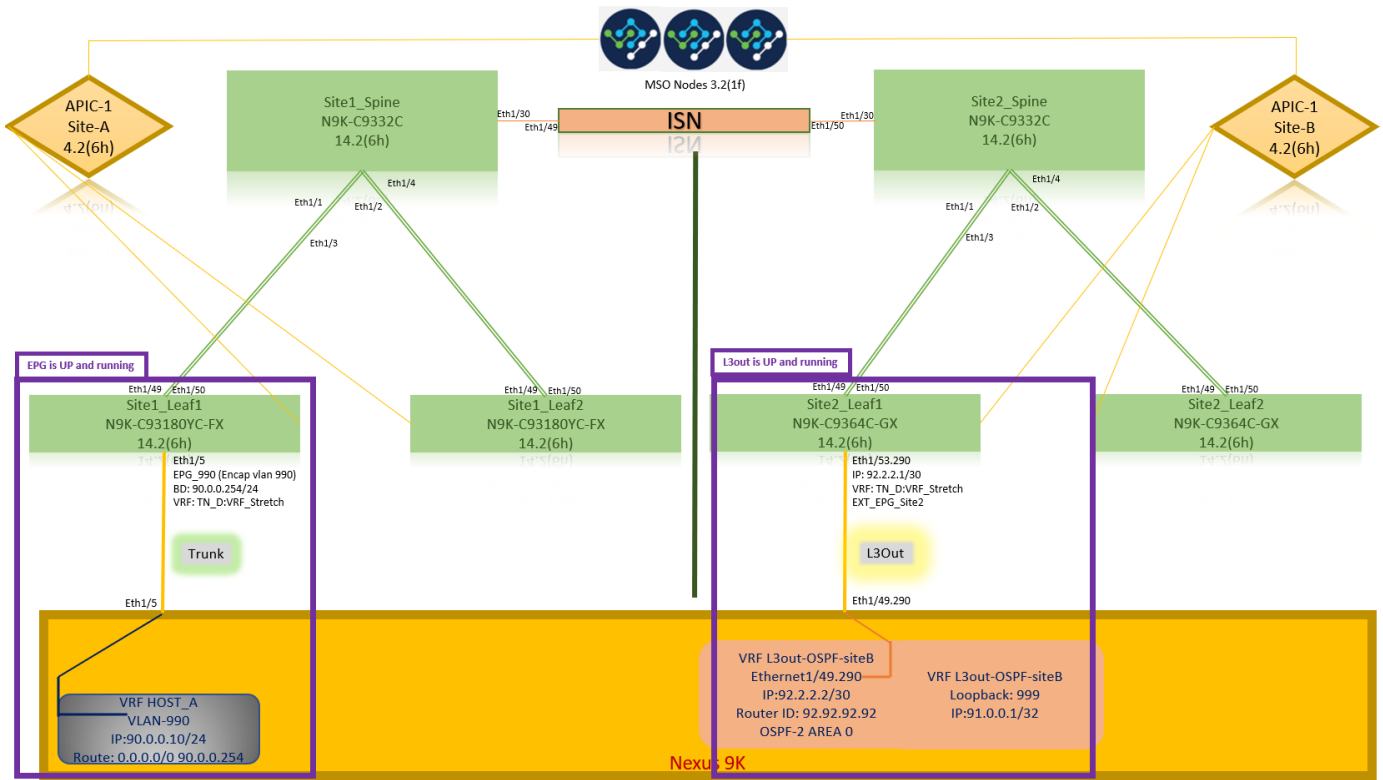 MSO Nodes 3.2(1f)
APIC-1
Site-A
4.2(6h)
Site1_Spine
N9K-C9332C
14.2(6h)
Eth1/30
Eth1/49
ISN
Eth1/30
Eth1/50
Site2_Spine
N9K-C9332C
14.2(6h)
APIC-1
Site-B
4.2(6h)
Eth1/4
Eth1/1
Eth1/2
Eth1/3
Eth1/4
Eth1/1
Eth1/2
Eth1/3
EPG is UP and running
L3out is UP and running
Eth1/49
Eth1/50
Site1_Leaf1
N9K-C93180YC-FX
14.2(6h)
Eth1/49
Eth1/50
Site1_Leaf2
N9K-C93180YC-FX
14.2(6h)
Eth1/49
Eth1/50
Site2_Leaf1
N9K-C9364C-GX
14.2(6h)
Eth1/49
Eth1/50
Site2_Leaf2
N9K-C9364C-GX
14.2(6h)
Eth1/5
EPG_990 (Encap vlan 990)
BD: 90.0.0.254/24
VRF: TN_D:VRF_Stretch
Eth1/53.290
IP: 92.2.2.1/30
VRF: TN_D:VRF_Stretch
EXT_EPG_Site2
Trunk
L3Out
Eth1/5
Eth1/49.290
VRF HOST_A
VLAN-990
IP:90.0.0.10/24
Route: 0.0.0.0/0 90.0.0.254
VRF L3out-OSPF-siteB
Ethernet1/49.290
IP:92.2.2.2/30
Router ID: 92.92.92.92
OSPF-2 AREA 0
VRF L3out-OSPF-siteB
Loopback: 999
IP:91.0.0.1/32
Nexus 9K